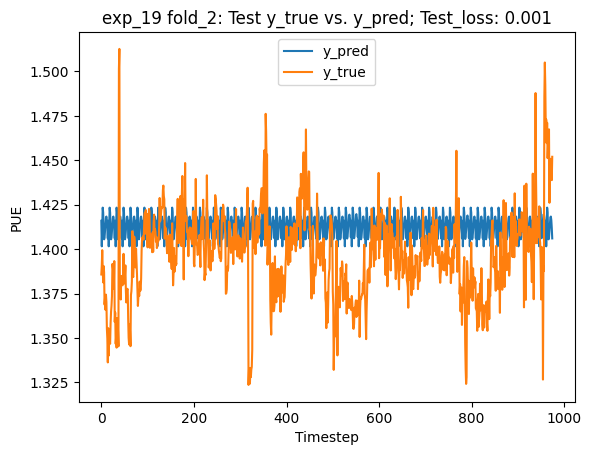 exp_19 fold_2: Test y_true vs. y_pred; Test_loss: 0.001
y_pred
y_true
PUE
1.500
1.475
1.450
1.425
1.400
1.375
1.350
1.325
0 200 400 600 800 1000
Timestep